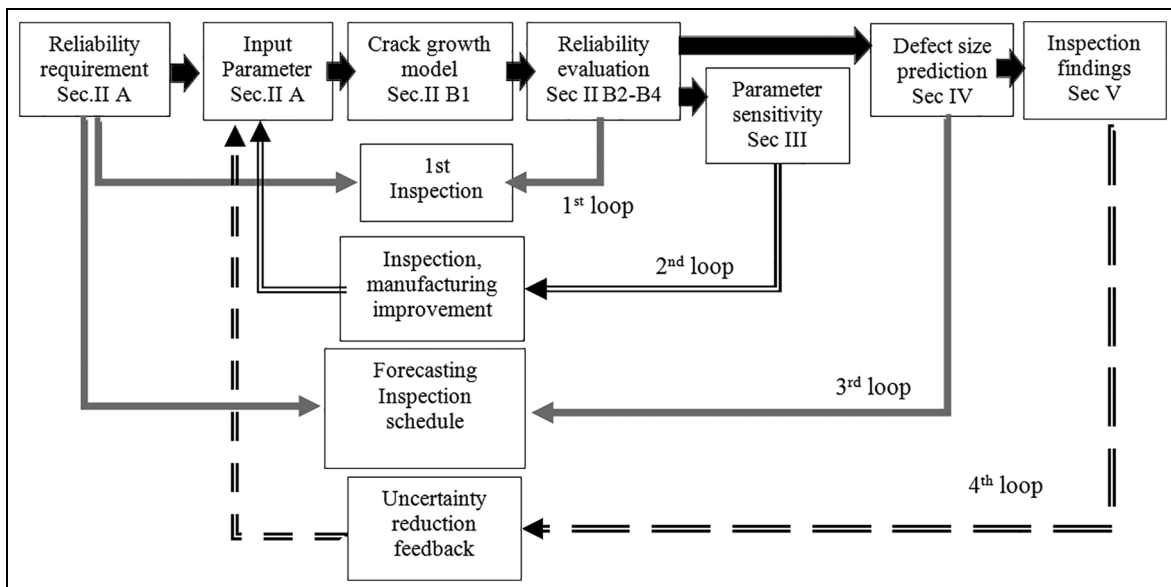 Reliability
requirement
Sec.II A
Input
Parameter
Sec.II A
Crack growth
model
Sec.II B1
Reliability
evaluation
Sec II B2-B4
Parameter
sensitivity
Sec III
Defect size
prediction
Sec IV
Inspection
findings
Sec V
1st
Inspection
1st loop
Inspection,
manufacturing
improvement
2nd loop
Forecasting
Inspection
schedule
3rd loop
Uncertainty
reduction
feedback
4th loop